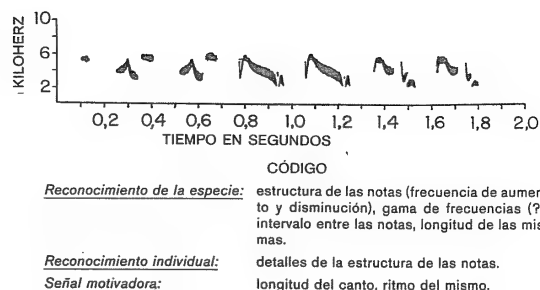 KILOHERZ
10
6
2
0,2 0,4 0,6 0,8 1,0 1,2 1,4 1,6 1,8 2,0
TIEMPO EN SEGUNDOS
CÓDIGO
Reconocimiento de la especie: estructura de las notas (frecuencia de aumen-
to y disminución), gama de frecuencias (?
intervalo entre las notas, longitud de las mis-
mas.
Reconocimiento individual: detalles de la estructura de las notas.
Señal motivadora: longitud del canto, ritmo del mismo.